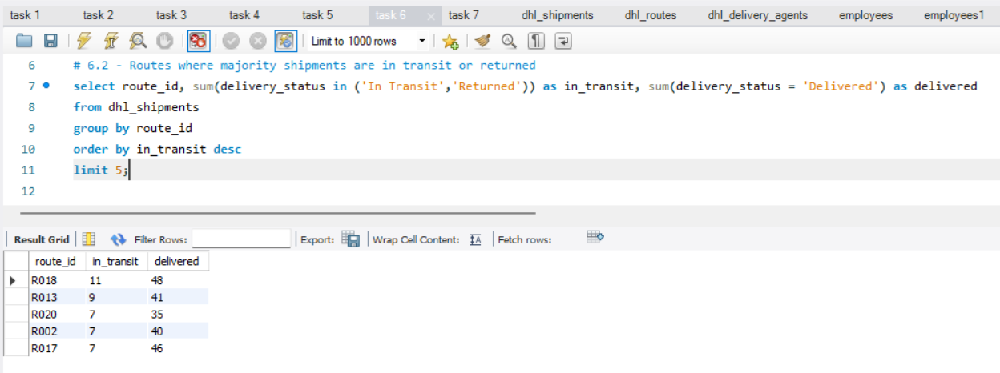 task 1 task 2 task 3 task 4 task 5 task 6 task 7 dhl_shipments dhl_routes dhl_delivery_agents employees employees1
Limit to 1000 rows
6 # 6.2 - Routes where majority shipments are in transit or returned
7 select route_id, sum(delivery_status in ('In Transit','Returned')) as in_transit, sum(delivery_status = 'Delivered') as delivered
8 from dhl_shipments
9 group by route_id
10 order by in_transit desc
11 limit 5;
12
Result Grid Filter Rows: Export: Wrap Cell Content: Fetch rows:
route_id in_transit delivered
R018 11 48
R013 9 41
R020 7 35
R002 7 40
R017 7 46